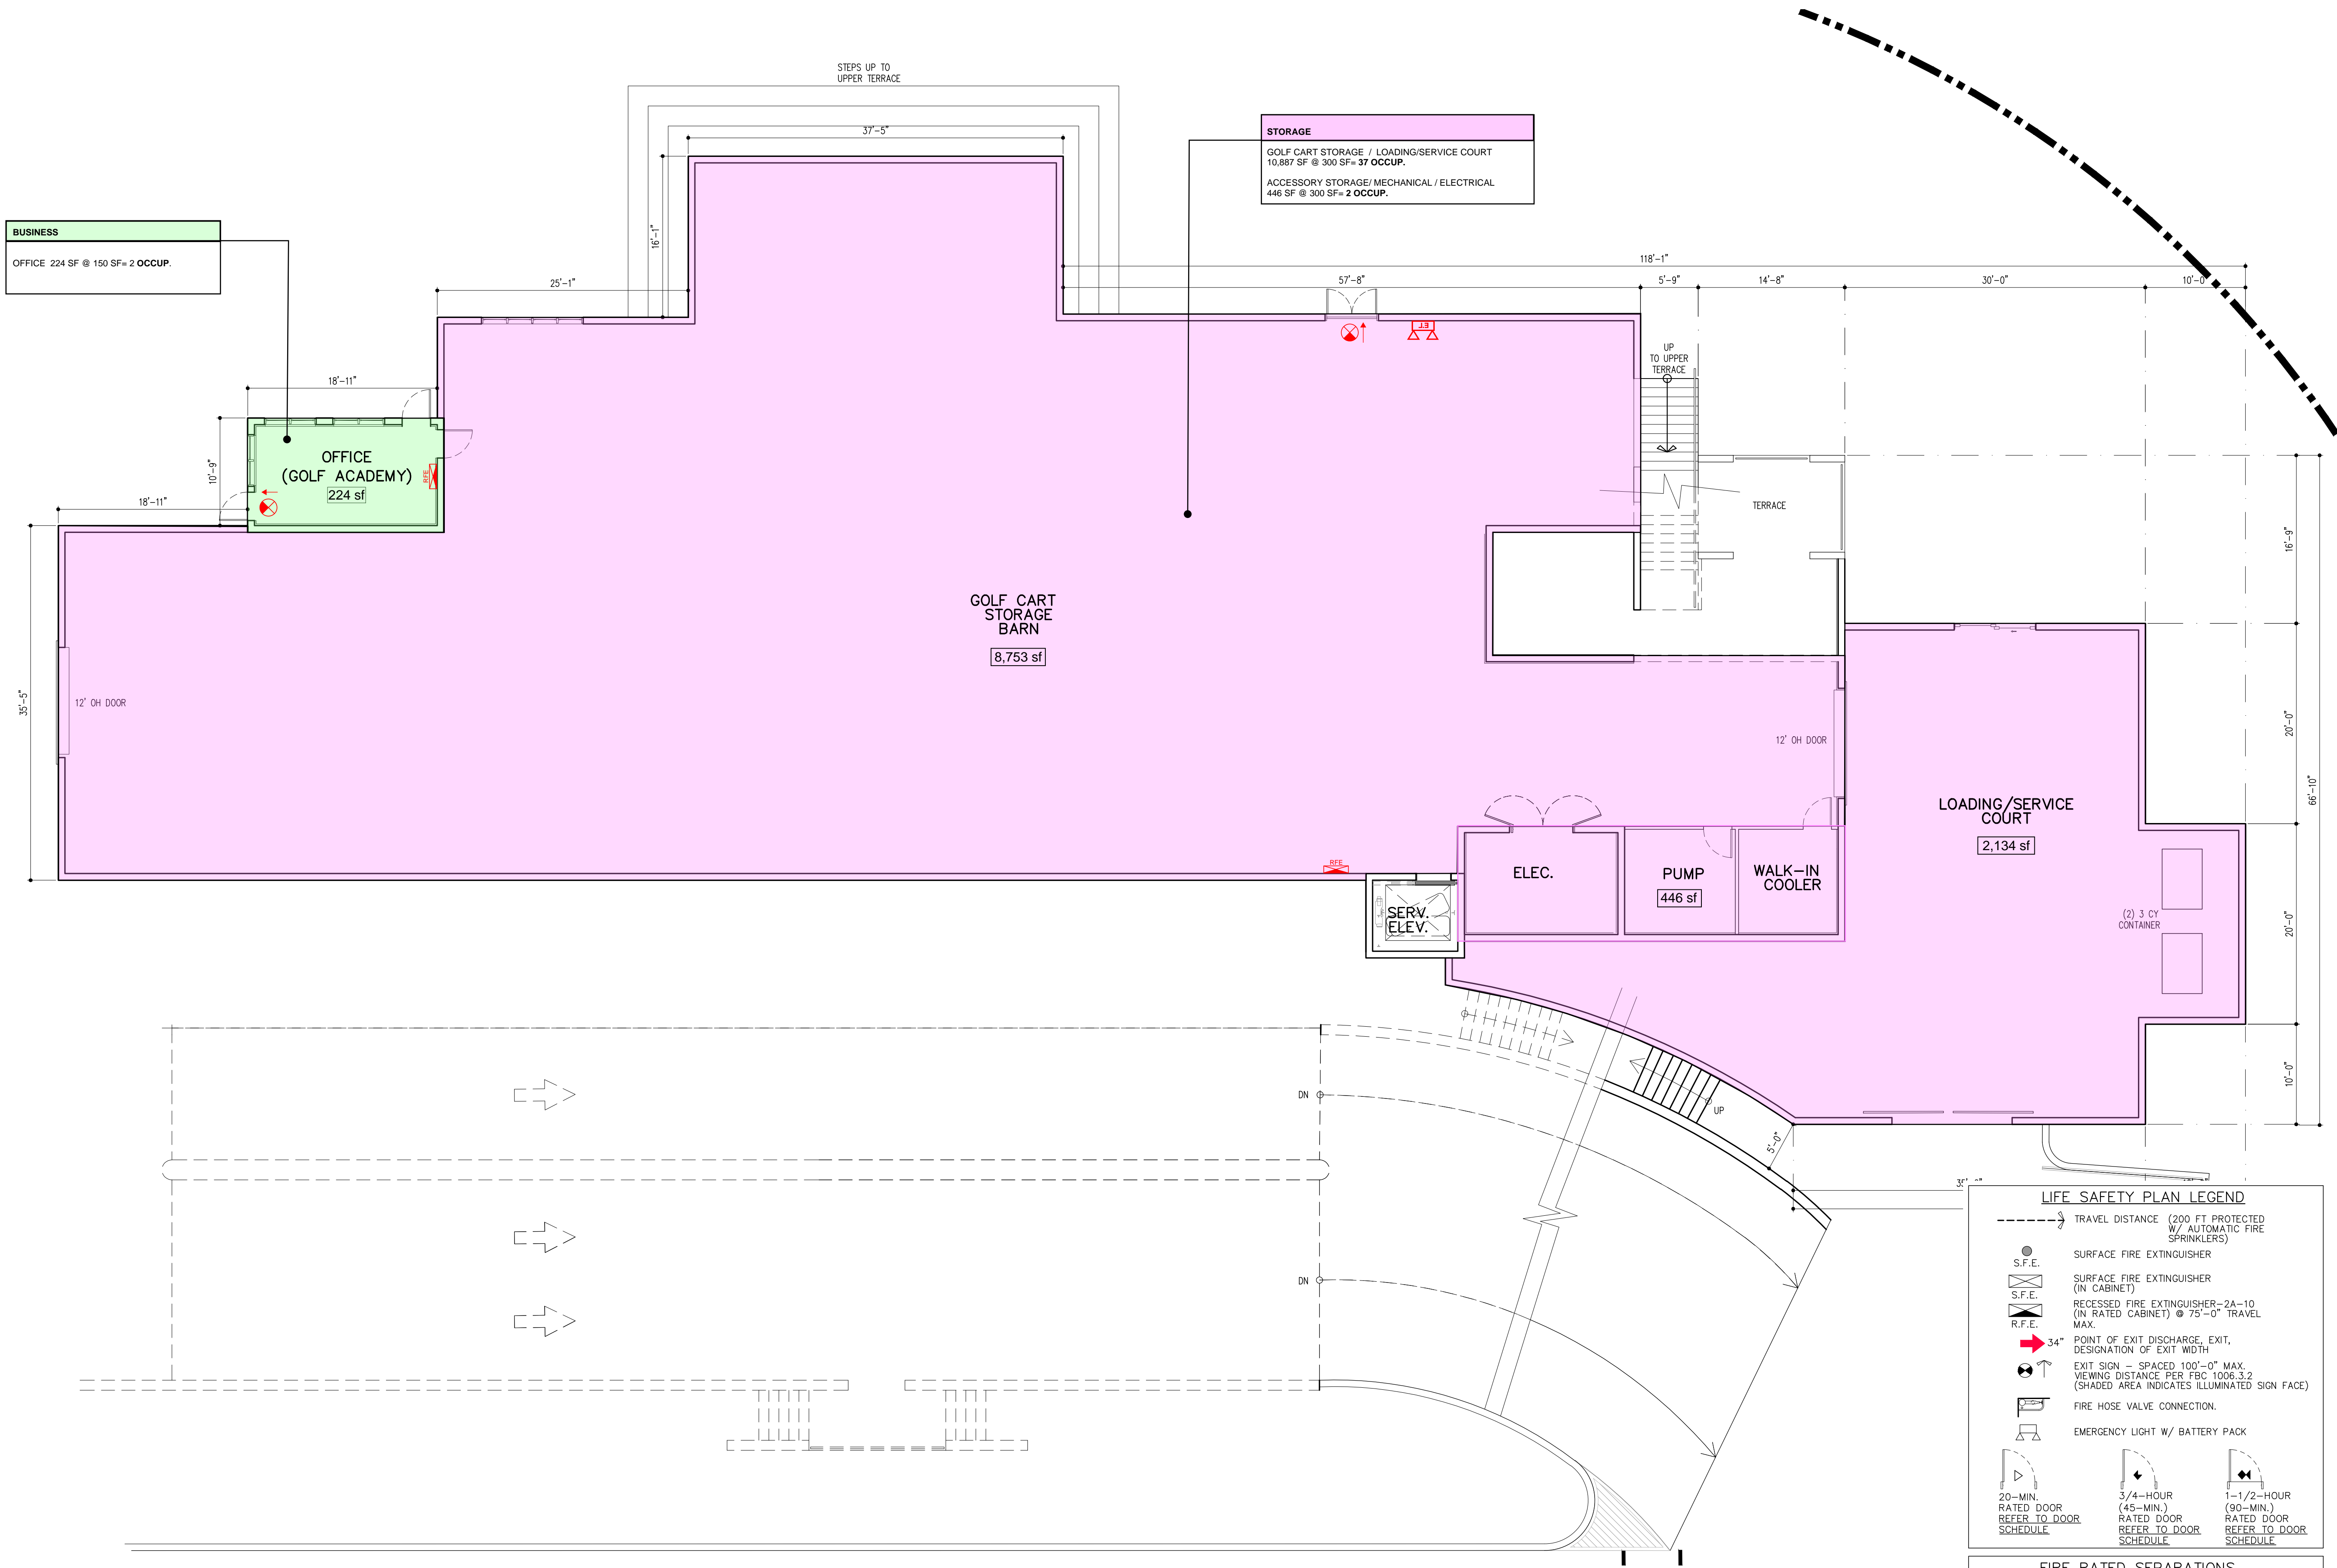 STEPS UP TO
UPPER TERRACE
37'-5"
STORAGE
GOLF CART STORAGE / LOADING/SERVICE COURT
10,887 SF @ 300 SF= 37 OCCUP.
ACCESSORY STORAGE/ MECHANICAL / ELECTRICAL
446 SF @ 300 SF= 2 OCCUP.
BUSINESS
OFFICE 224 SF @ 150 SF= 2 OCCUP.
16'-1"
118'-1"
25'-1"
57'-8"
5'-9"
14'-8"
30'-0"
10'-0"
E.T.
UP
TO UPPER
TERRACE
18'-11"
10'-9"
OFFICE
(GOLF ACADEMY)
224 sf
RFE
18'-11"
TERRACE
16'-9"
GOLF CART
STORAGE
BARN
8,753 sf
35'-5"
12' OH DOOR
12' OH DOOR
20'-0"
66'-10"
LOADING/SERVICE
COURT
2,134 sf
RFE
ELEC.
PUMP
446 sf
WALK-IN
COOLER
SERV.
ELEV.
(2) 3 CY
CONTAINER
20'-0"
10'-0"
DN
UP
5'-0"
DN
LIFE SAFETY PLAN LEGEND
TRAVEL DISTANCE (200 FT PROTECTED
W/ AUTOMATIC FIRE
SPRINKLERS)
S.F.E.
SURFACE FIRE EXTINGUISHER
S.F.E.
SURFACE FIRE EXTINGUISHER
(IN CABINET)
R.F.E.
RECESSED FIRE EXTINGUISHER-2A-10
(IN RATED CABINET) @ 75'-0" TRAVEL
MAX.
34"
POINT OF EXIT DISCHARGE, EXIT,
DESIGNATION OF EXIT WIDTH
EXIT SIGN - SPACED 100'-0" MAX.
VIEWING DISTANCE PER FBC 1006.3.2
(SHADED AREA INDICATES ILLUMINATED SIGN FACE)
FIRE HOSE VALVE CONNECTION.
EMERGENCY LIGHT W/ BATTERY PACK
20-MIN.
RATED DOOR
REFER TO DOOR
SCHEDULE
3/4-HOUR
(45-MIN.)
RATED DOOR
REFER TO DOOR
SCHEDULE
1-1/2-HOUR
(90-MIN.)
RATED DOOR
REFER TO DOOR
SCHEDULE
FIRE RATED SEPARATIONS